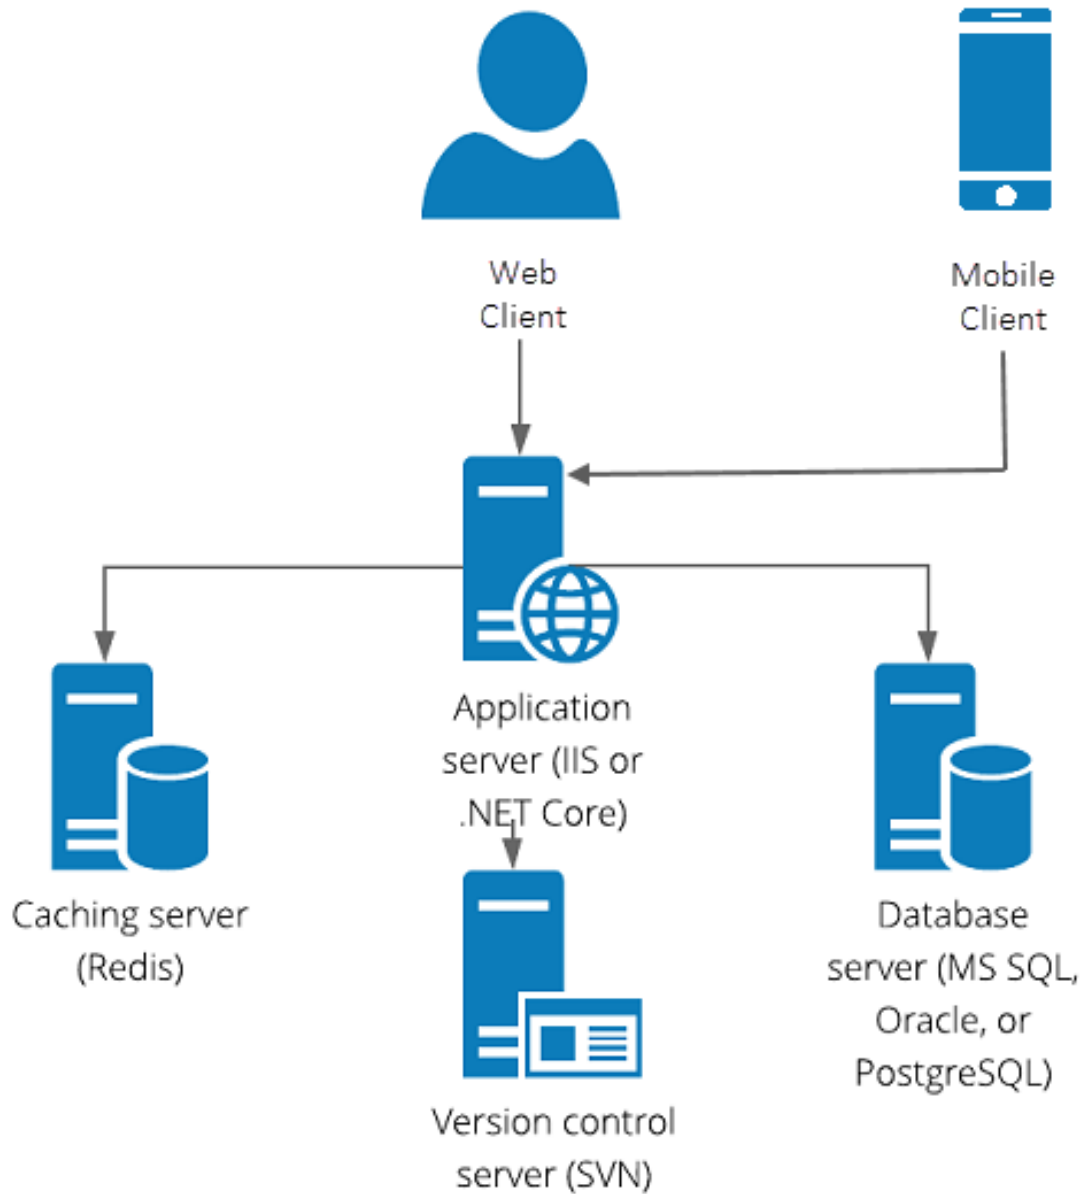 Web
Client
Mobile
Client
Application
server (IIS or
.NET Core)
Caching server
(Redis)
Database
server (MS SQL,
Oracle, or
PostgreSQL)
Version control
server (SVN)